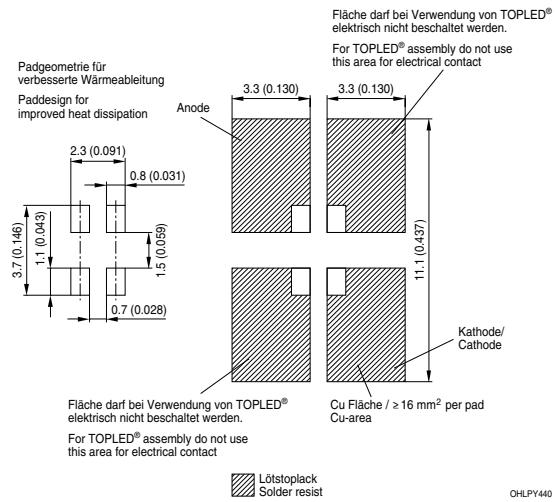 Fläche darf bei Verwendung von TOPLED®
elektrisch nicht beschaltet werden.
For TOPLED® assembly do not use
this area for electrical contact
Padgeometrie für
verbesserte Wärmeableitung
Paddesign for
improved heat dissipation
3.3 (0.130)
3.3 (0.130)
Anode
2.3 (0.091)
0.8 (0.031)
3.7 (0.146)
1.1 (0.043)
1.5 (0.059)
11.1 (0.437)
0.7 (0.028)
Kathode/
Cathode
Fläche darf bei Verwendung von TOPLED®
elektrisch nicht beschaltet werden.
For TOPLED® assembly do not use
this area for electrical contact
Cu Fläche / ≥ 16 mm² per pad
Cu-area
Lötstoplack
Solder resist
OHLPY440